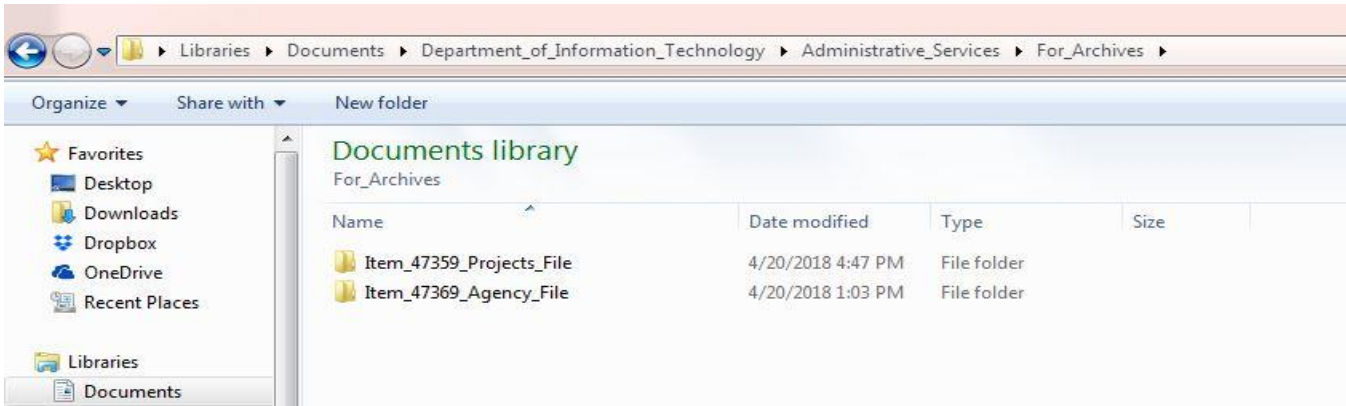 Libraries Documents Department_of_Information_Technology Administrative_Services For_Archives
Organize Share with New folder
Favorites
Desktop
Downloads
Dropbox
OneDrive
Recent Places
Libraries
Documents
Documents library
For_Archives
Name Date modified Type Size
Item_47359_Projects_File 4/20/2018 4:47 PM File folder
Item_47369_Agency_File 4/20/2018 1:03 PM File folder